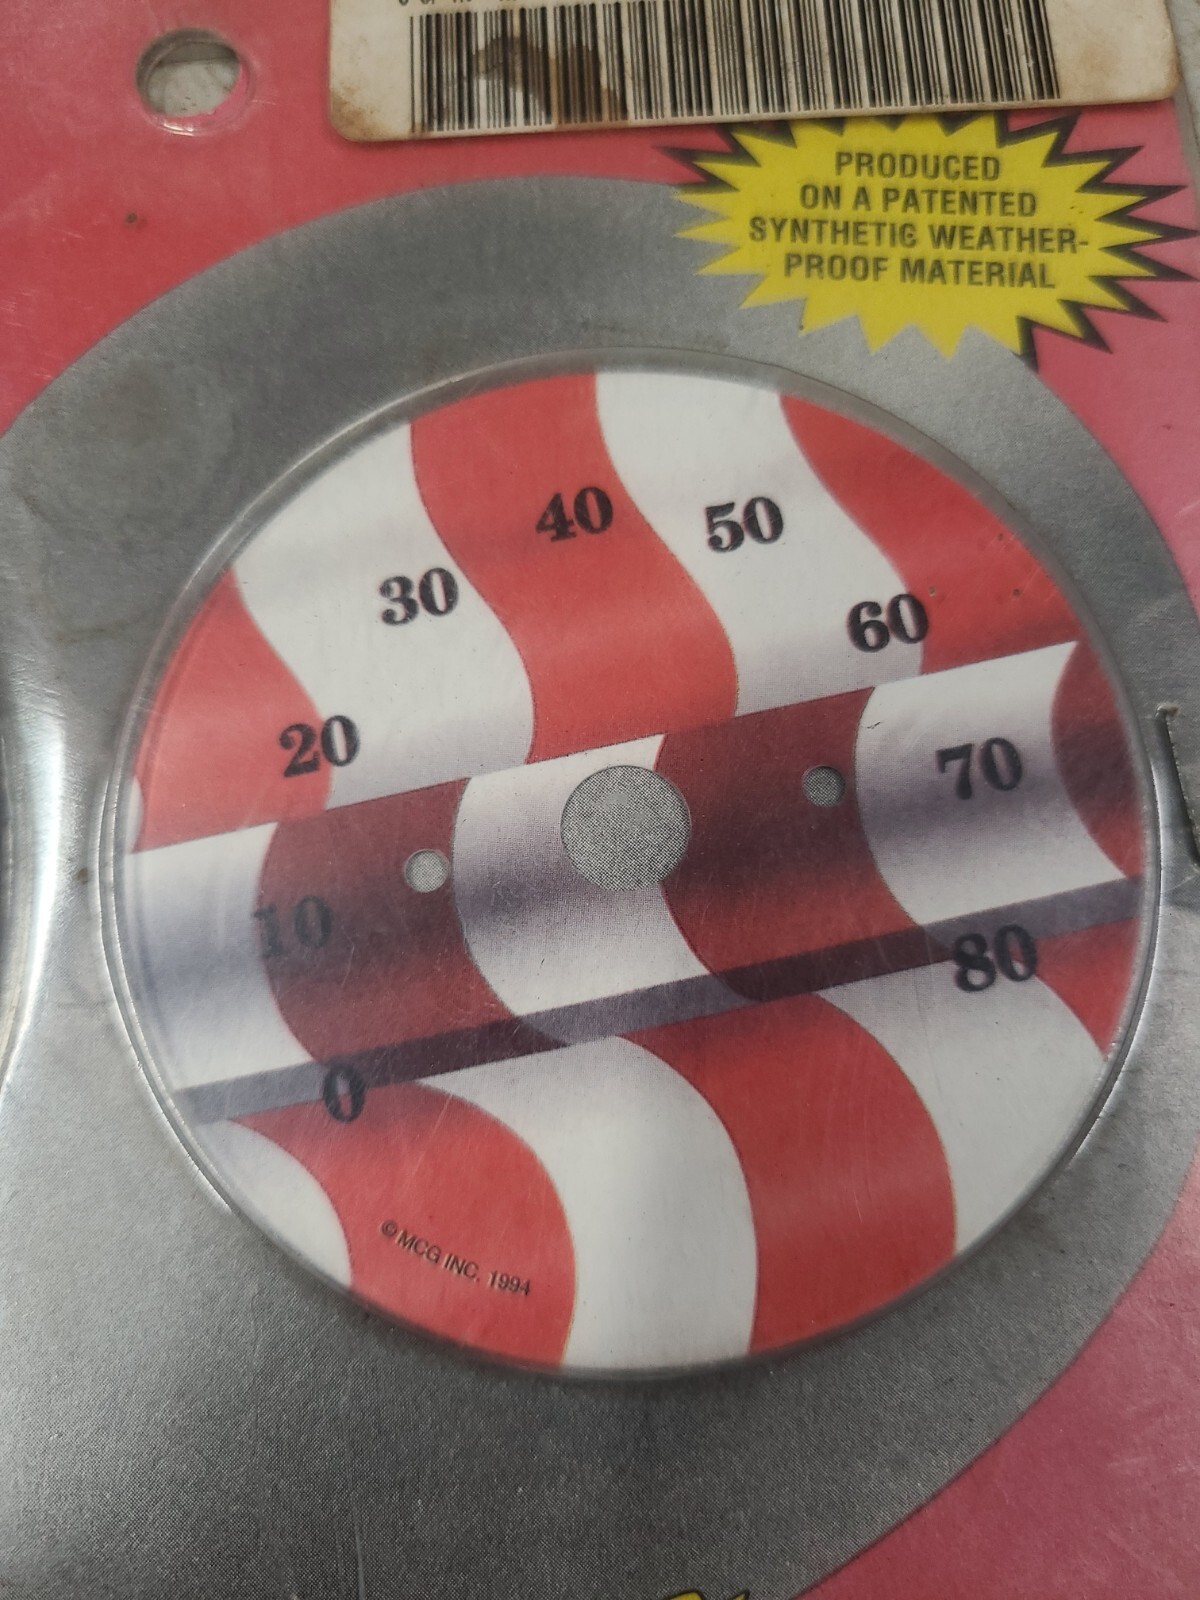 PRODUCED
ON A PATENTED
SYNTHETIC WEATHER-
PROOF MATERIAL
40
50
30
60
20
70
10
80
0
© MCG INC. 1994